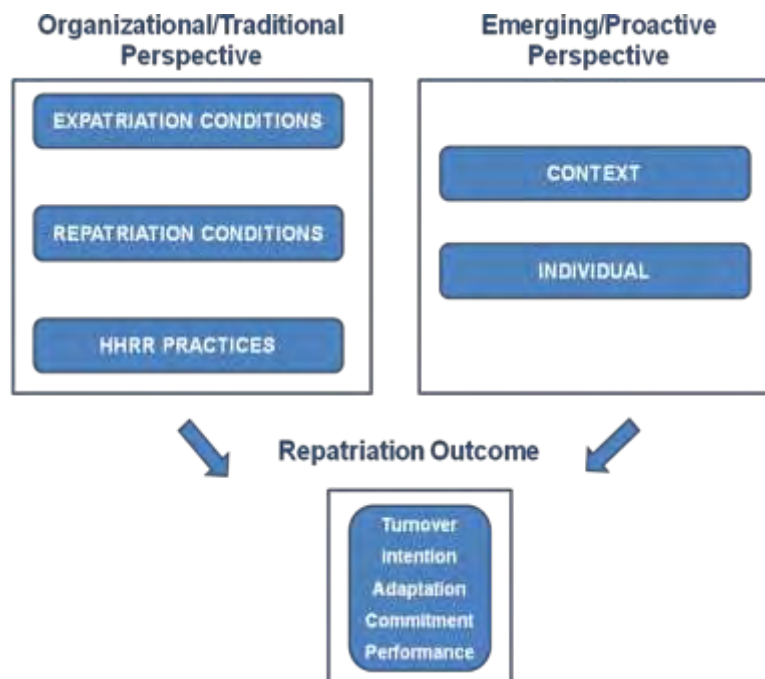 Organizational/Traditional
Perspective
EXPATRIATION CONDITIONS
REPATRIATION CONDITIONS
HHRR PRACTICES
Emerging/Proactive
Perspective
CONTEXT
INDIVIDUAL
Repatriation Outcome
Turnover
Intention
Adaptation
Commitment
Performance